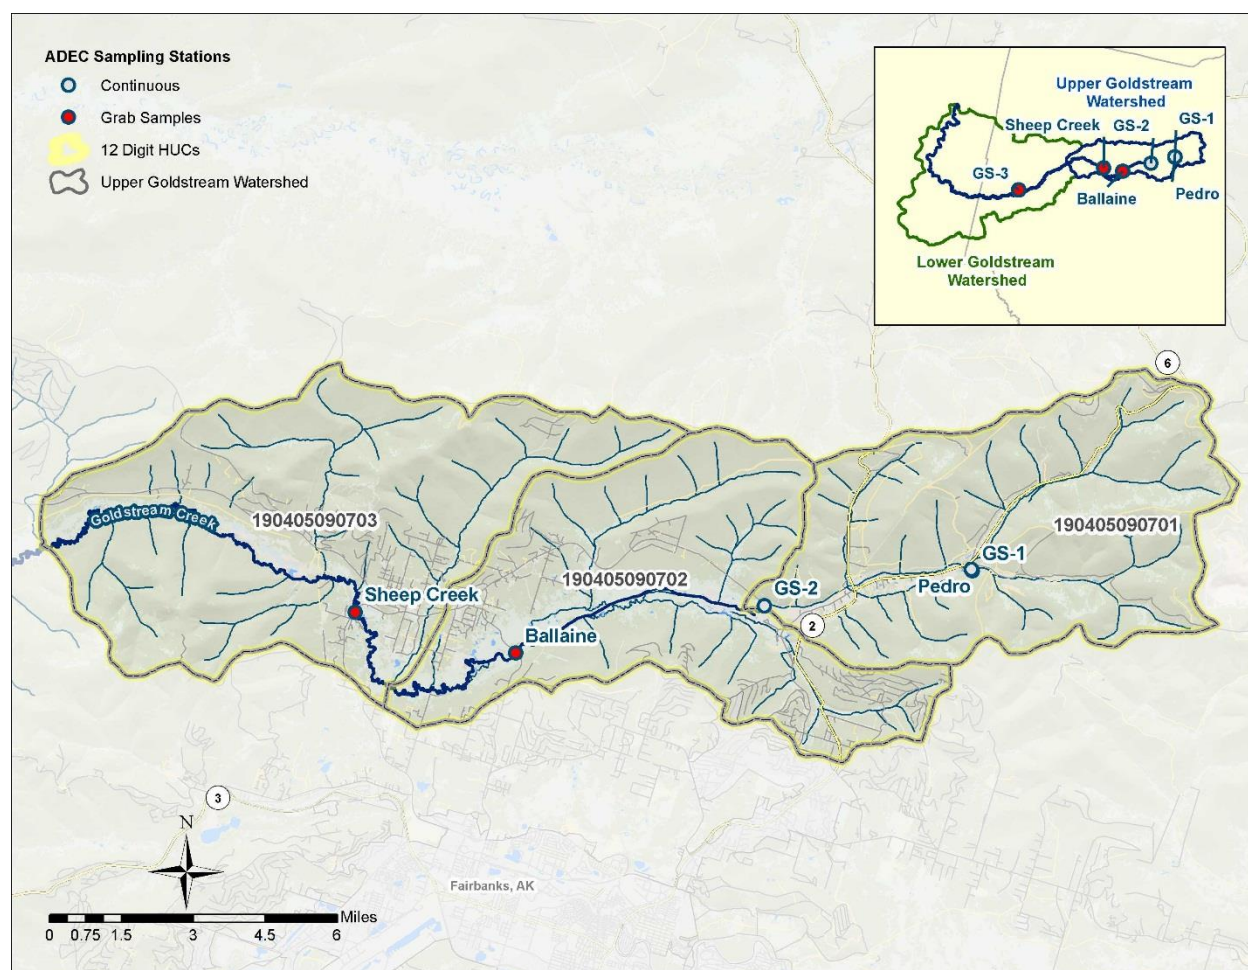 ADEC Sampling Stations
Continuous
Grab Samples
12 Digit HUCs
Upper Goldstream Watershed
Upper Goldstream
Watershed
GS-1
Sheep Creek
GS-2
GS-3
Ballaine
Pedro
Lower Goldstream
Watershed
6
Goldstream Creek
190405090703
190405090701
GS-1
190405090702
Pedro
GS-2
Sheep Creek
2
Ballaine
3
N
Fairbanks, AK
Miles
0 0.75 1.5 3 4.5 6